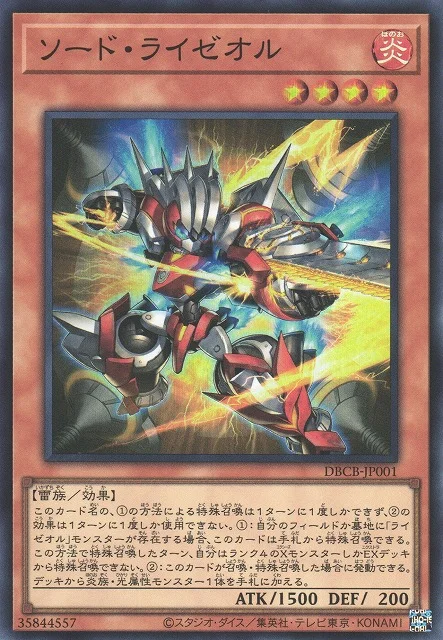 ソード・ライゼオル
炎
ほのお
DBCB-JP001
【雷族／効果】
このカード名の、①の方法による特殊召喚は１ターンに１度しかできず、②の
効果は１ターンに１度しか使用できない。①：自分のフィールドか墓地に「ライ
ゼオル」モンスターが存在する場合、このカードは手札から特殊召喚できる。
この方法で特殊召喚したターン、自分はランク４のXモンスターしかEXデッキ
から特殊召喚できない。②：このカードが召喚・特殊召喚した場合に発動できる。
デッキから炎族・光属性モンスター１体を手札に加える。
ATK/1500 DEF/ 200
35844557
©スタジオ・ダイス／集英社・テレビ東京・KONAMI